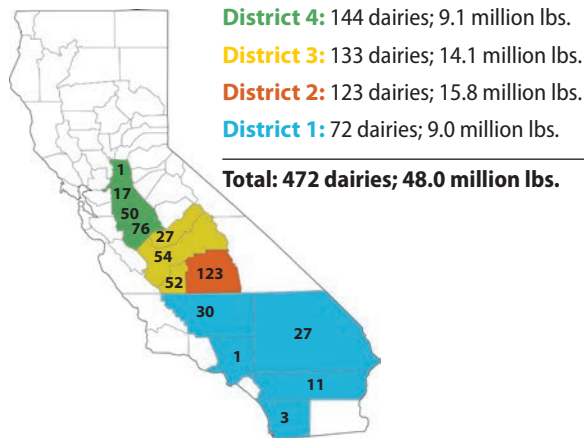 District 4: 144 dairies; 9.1 million lbs.
District 3: 133 dairies; 14.1 million lbs.
District 2: 123 dairies; 15.8 million lbs.
District 1: 72 dairies; 9.0 million lbs.
Total: 472 dairies; 48.0 million lbs.
1
17
50
76
27
54
52
123
30
27
1
11
3